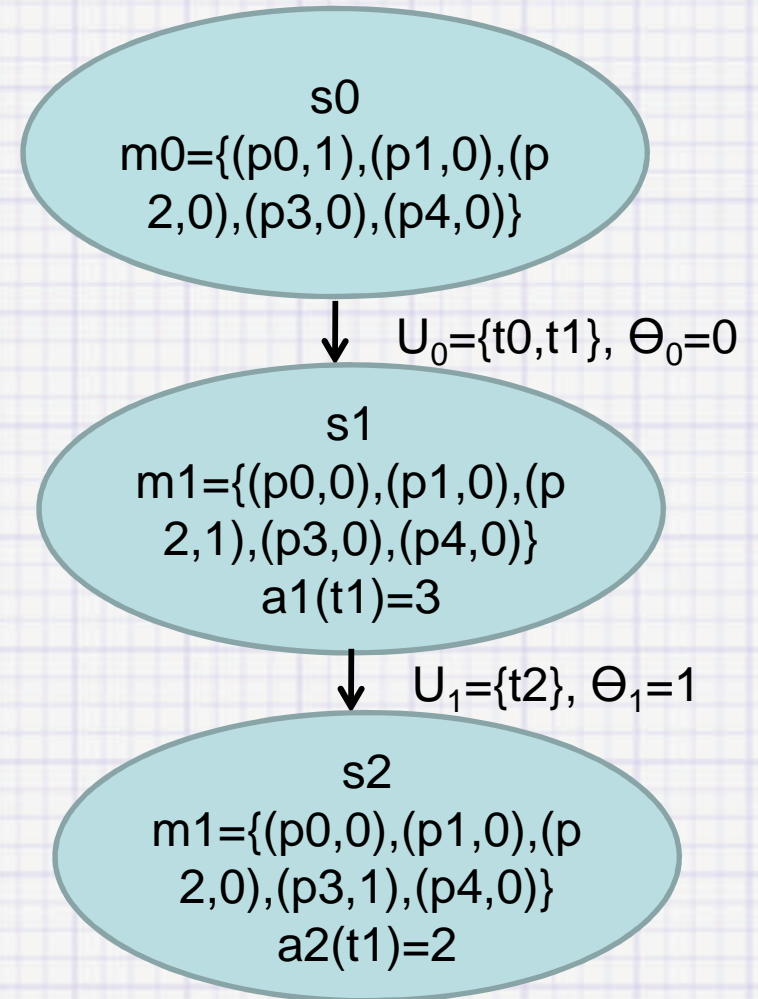 s0
m0={(p0,1),(p1,0),(p
2,0),(p3,0),(p4,0)}
U₀={t0,t1}, Θ₀=0
s1
m1={(p0,0),(p1,0),(p
2,1),(p3,0),(p4,0)}
a1(t1)=3
U₁={t2}, Θ₁=1
s2
m1={(p0,0),(p1,0),(p
2,0),(p3,1),(p4,0)}
a2(t1)=2